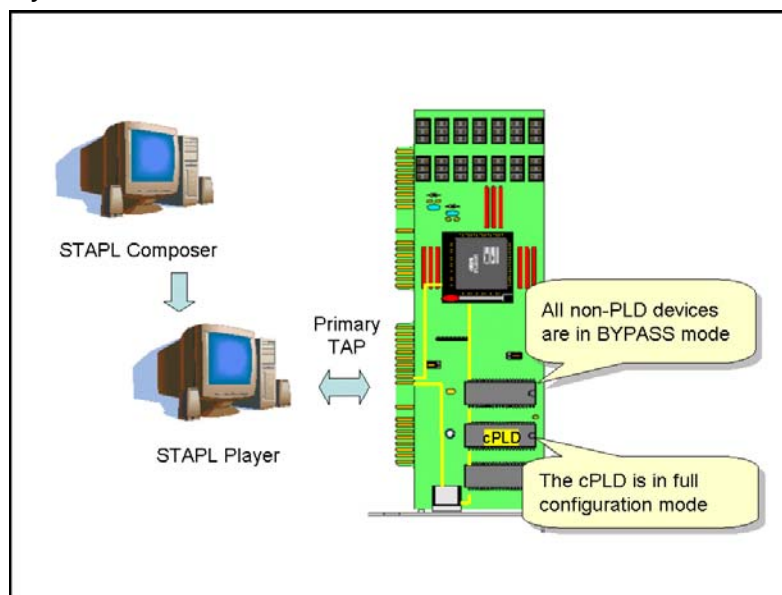 STAPL Composer
STAPL Player
Primary
TAP
All non-PLD devices
are in BYPASS mode
cPLD
The cPLD is in full
configuration mode